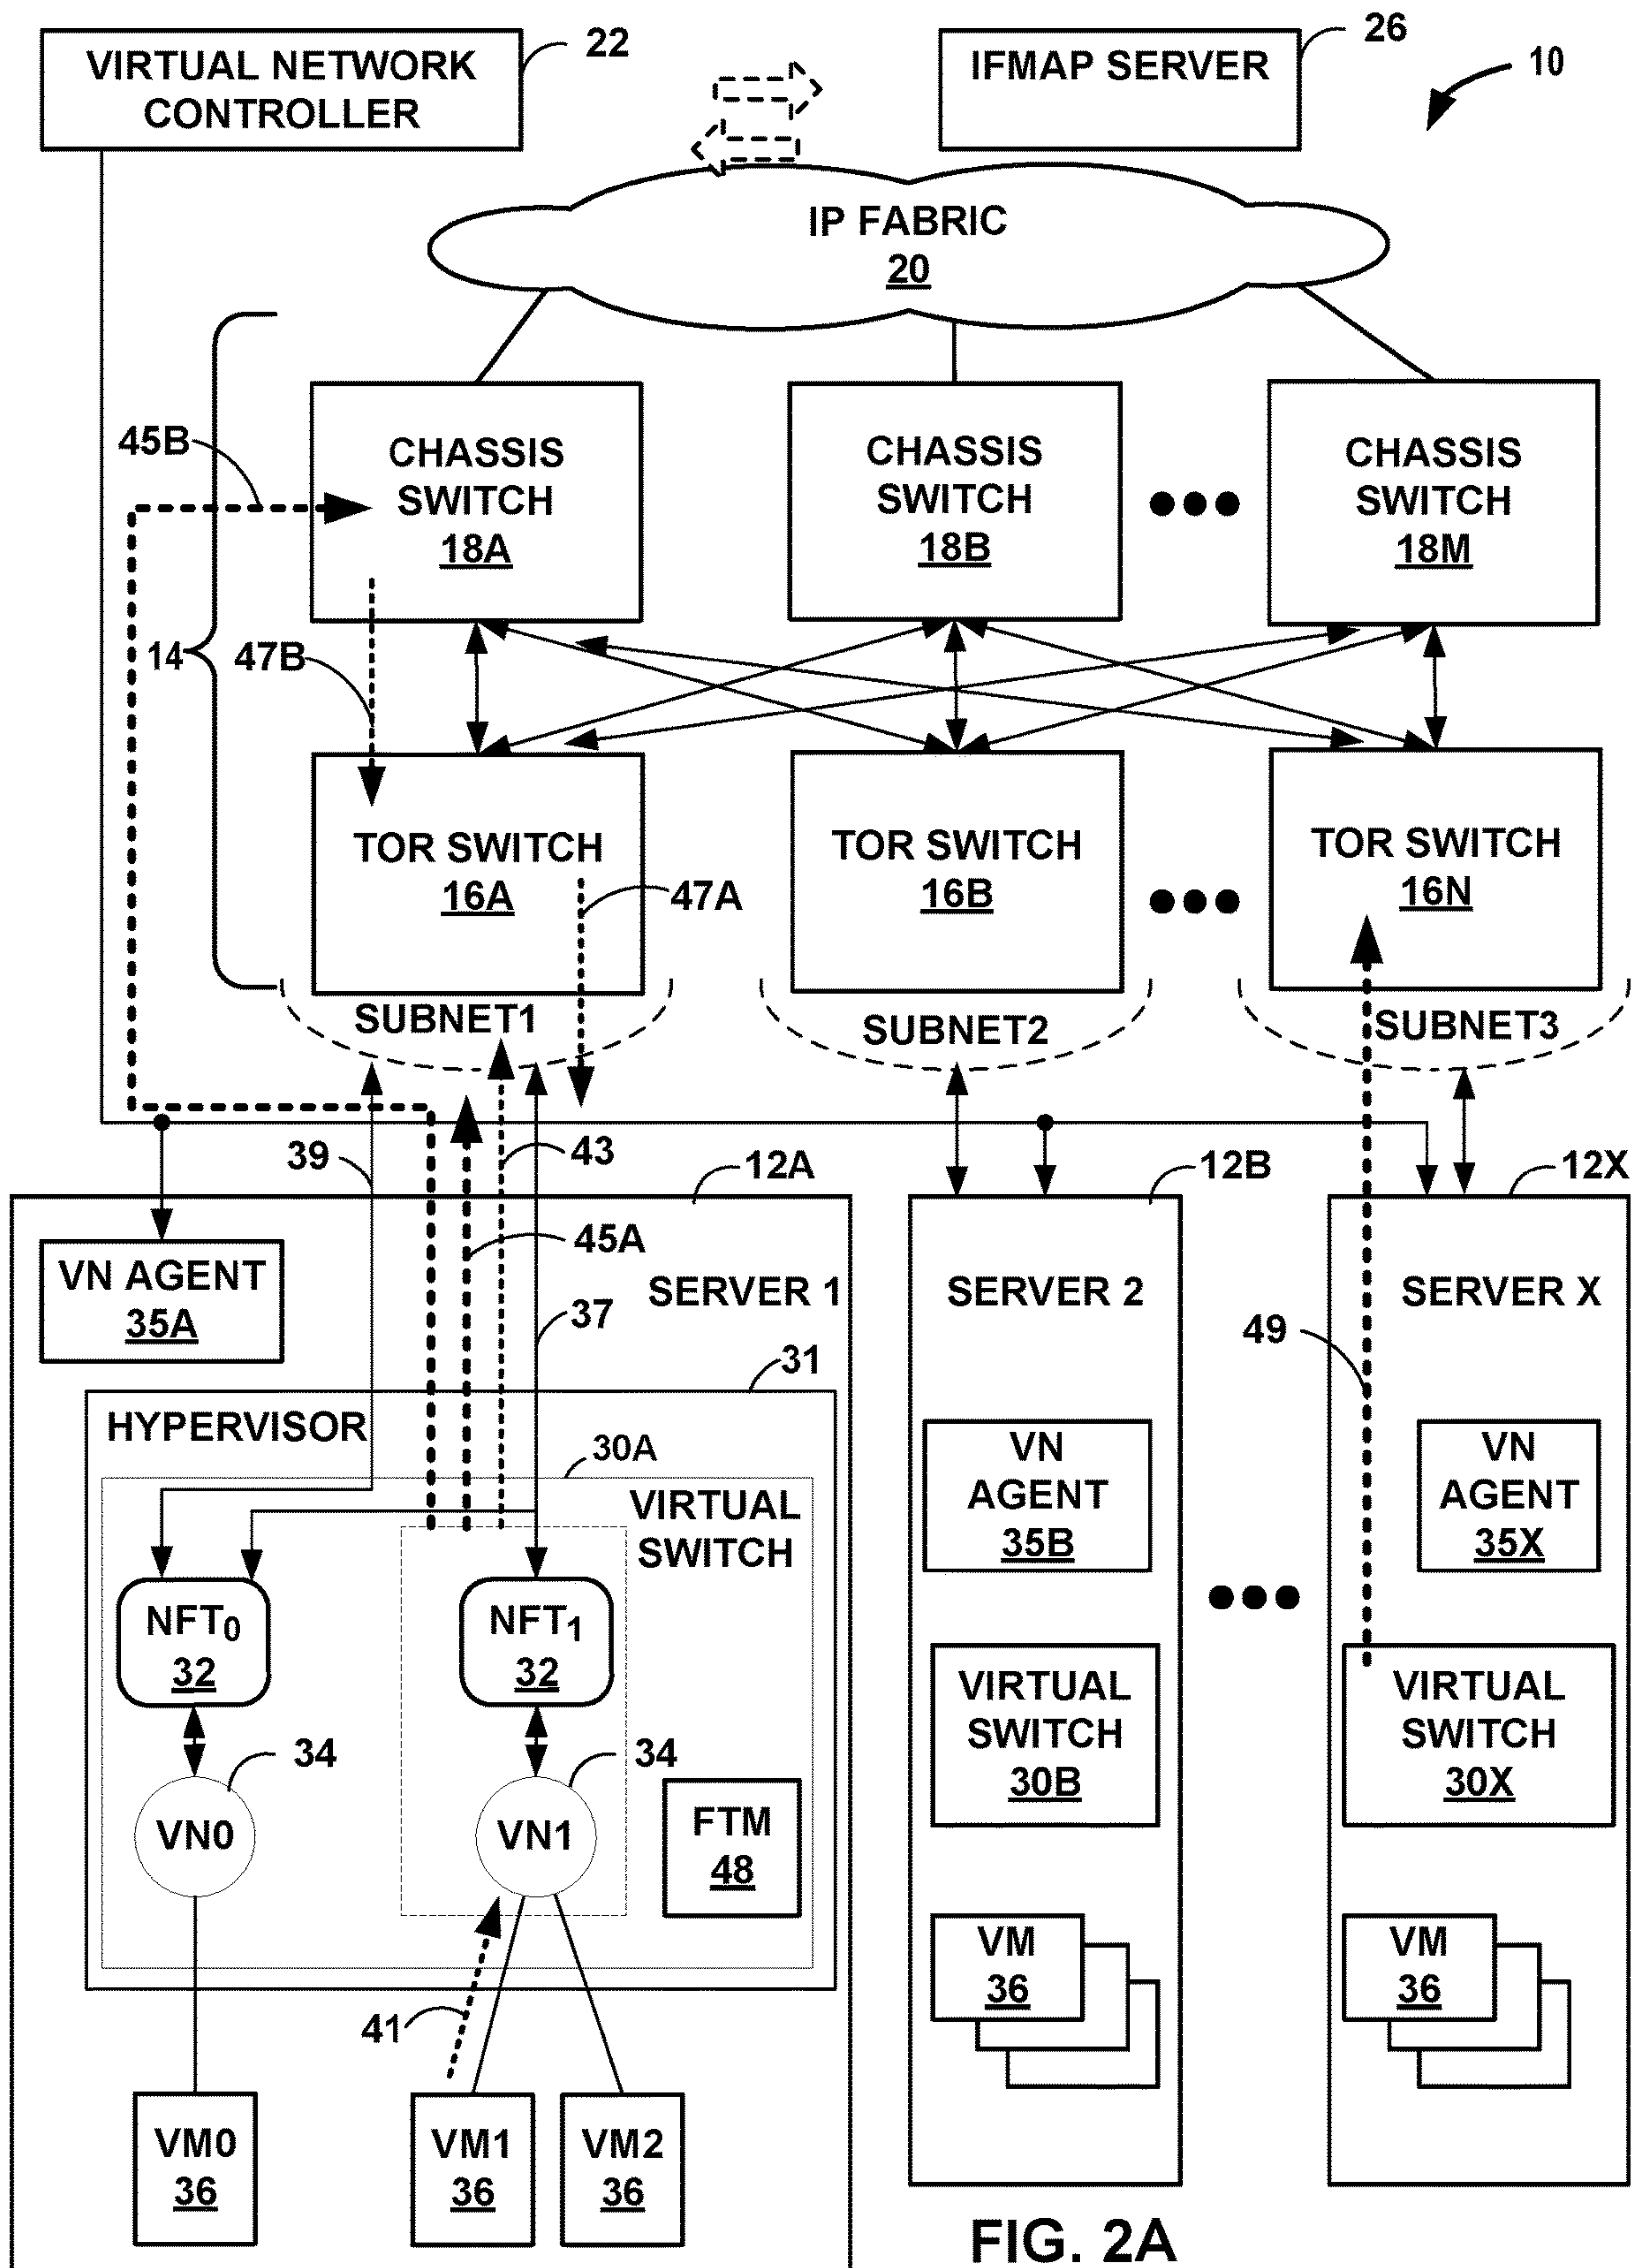 VIRTUAL NETWORK
CONTROLLER
22
IFMAP SERVER
26
10
IP FABRIC
20
45B
CHASSIS
SWITCH
18A
CHASSIS
SWITCH
18B
CHASSIS
SWITCH
18M
14
47B
TOR SWITCH
16A
47A
TOR SWITCH
16B
TOR SWITCH
16N
SUBNET1
SUBNET2
SUBNET3
39
43
12A
12B
12X
45A
VN AGENT
35A
SERVER 1
37
31
HYPERVISOR
30A
VIRTUAL
SWITCH
NFT0
32
NFT1
32
34
34
VN0
VN1
FTM
48
41
VM0
36
VM1
36
VM2
36
SERVER 2
VN
AGENT
35B
VIRTUAL
SWITCH
30B
VM
36
SERVER X
49
VN
AGENT
35X
VIRTUAL
SWITCH
30X
VM
36
FIG. 2A